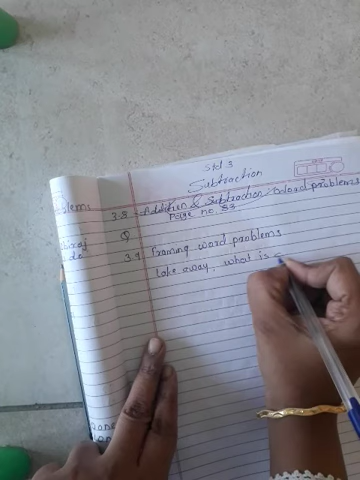 Std 3
Subtraction
3.8 Addition & Subtraction Word problems
Page no. 53
Q
3.9 Framing word problems
take away, what is